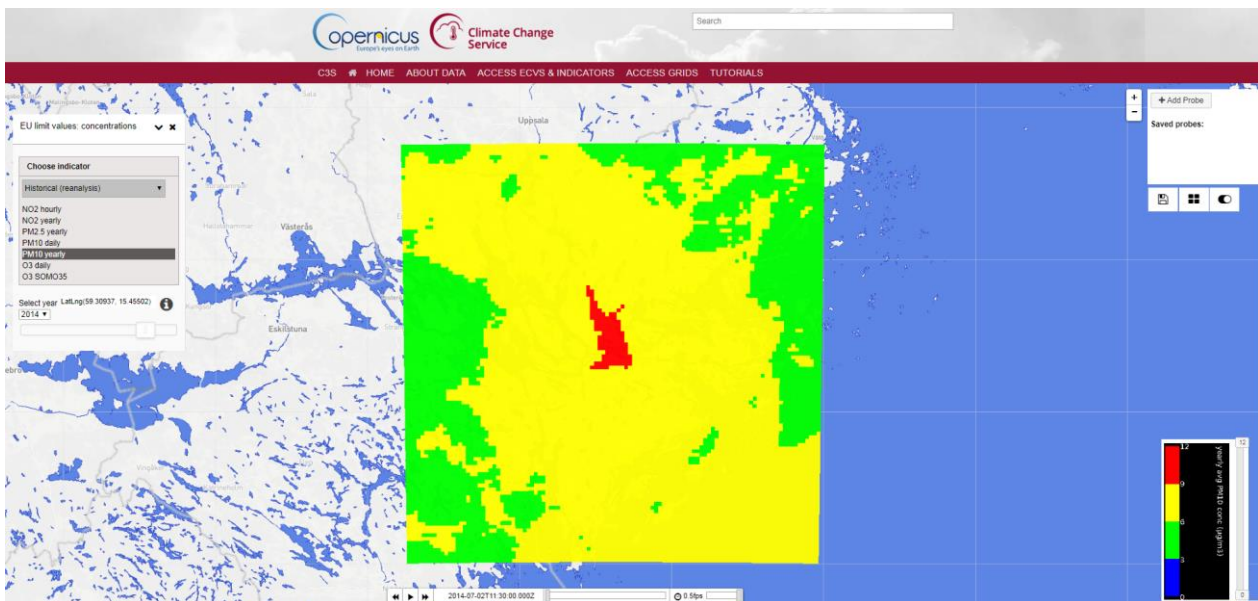 opernicus
Europe's eyes on Earth
Climate Change
Service
Search
C3S HOME ABOUT DATA ACCESS ECVS & INDICATORS ACCESS GRIDS TUTORIALS
EU limit values: concentrations
Choose indicator
Historical (reanalysis)
NO2 hourly
NO2 yearly
PM2.5 yearly
PM10 daily
PM10 yearly
O3 daily
O3 SOMO35
Select year LatLng(59.30937, 15.45502)
2014
Uppsala
Sala
Västerås
Eskilstuna
Vingåker
+
−
+ Add Probe
Saved probes:
12
9
6
3
0
yearly avg PM10 conc (µg/m3)
12
0
2014-07-02T11:30:00.000Z
0.5fps